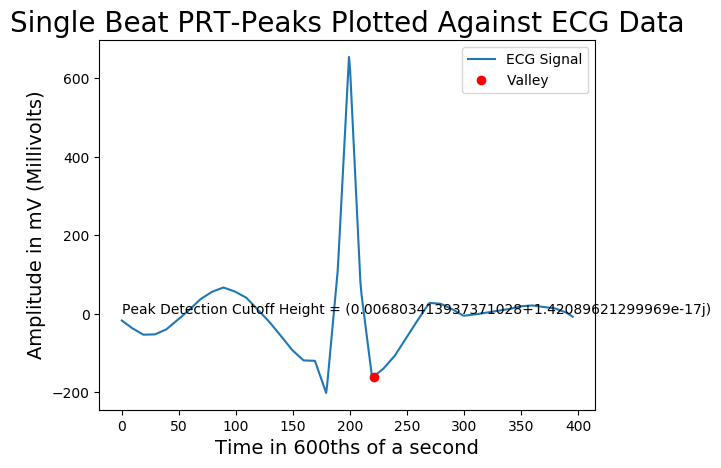 Single Beat PRT-Peaks Plotted Against ECG Data
ECG Signal
Valley
Amplitude in mV (Millivolts)
600
400
200
0
−200
Peak Detection Cutoff Height = (0.006803413937371028+1.42089621299969e-17j)
0 50 100 150 200 250 300 350 400
Time in 600ths of a second